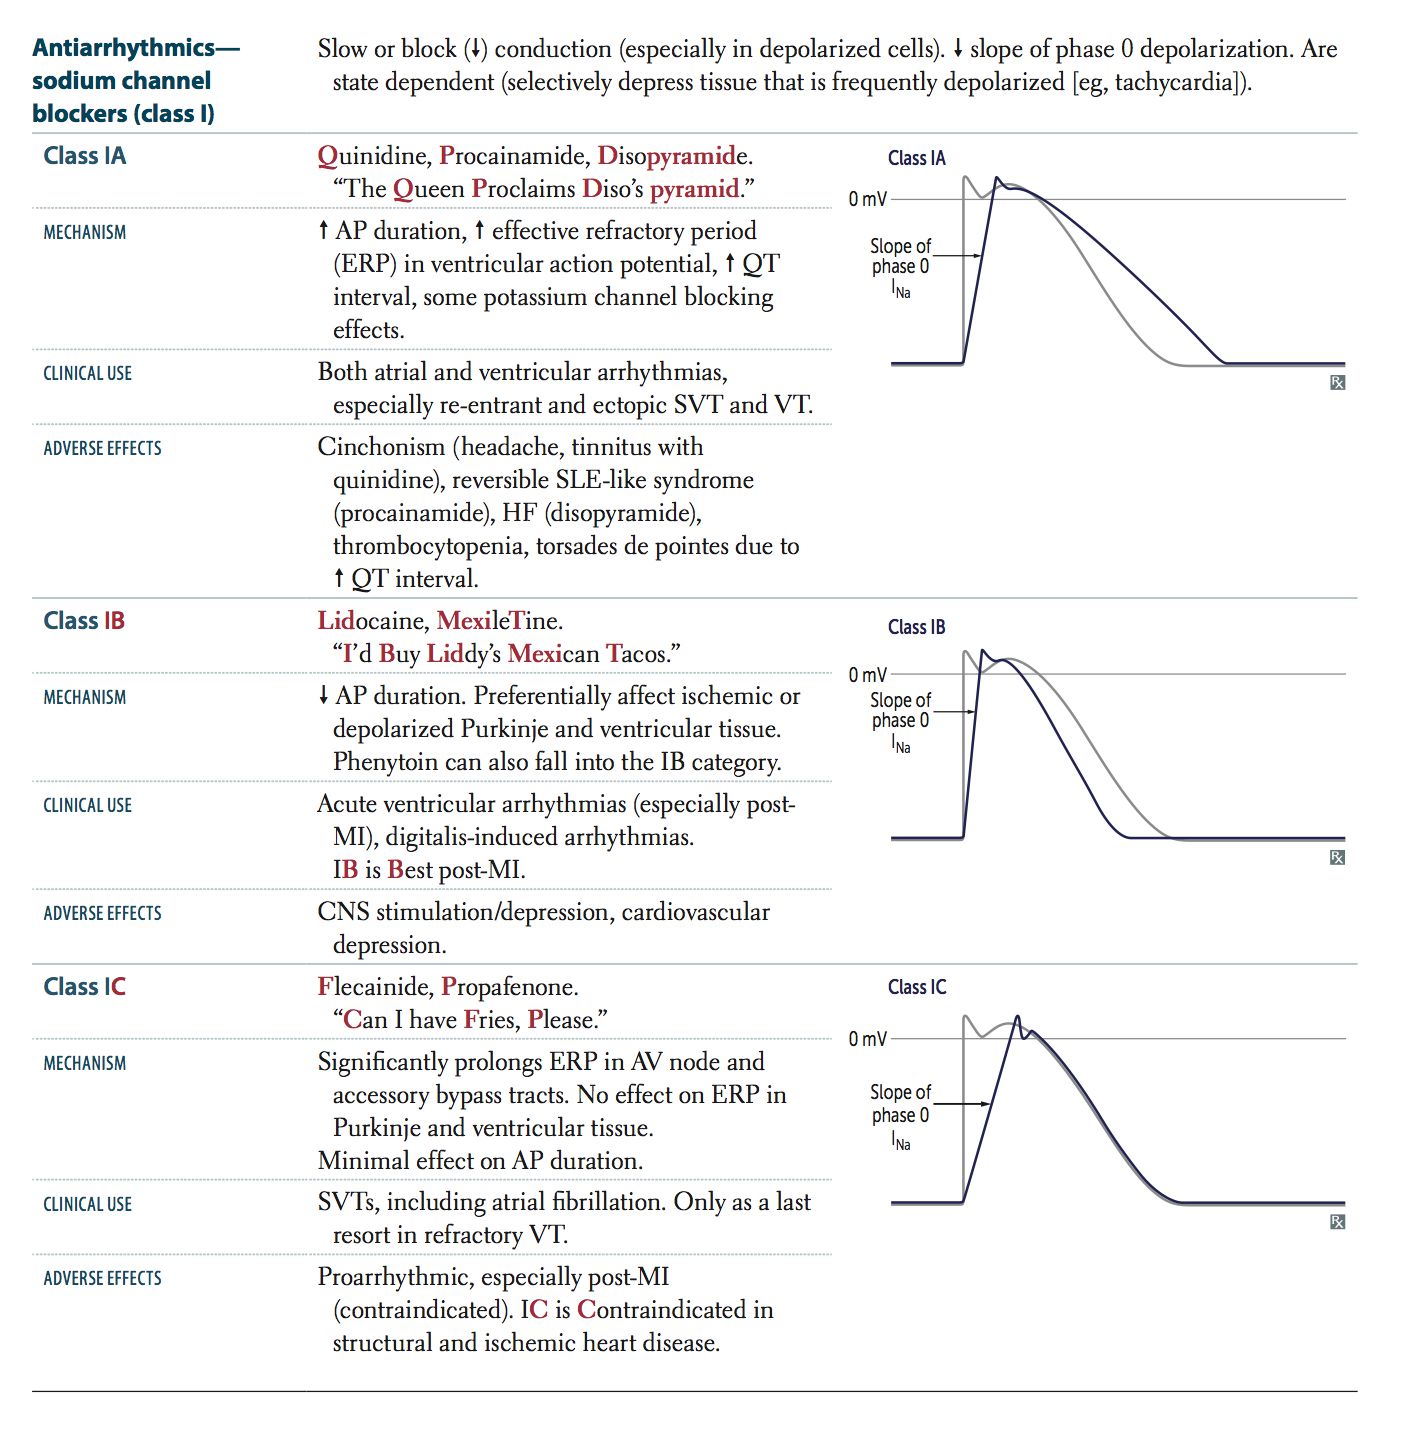 Antiarrhythmics—
sodium channel
blockers (class I)
Slow or block (↓) conduction (especially in depolarized cells). ↓ slope of phase 0 depolarization. Are
state dependent (selectively depress tissue that is frequently depolarized [eg, tachycardia]).
Class IA
Quinidine, Procainamide, Disopyramide.
“The Queen Proclaims Diso’s pyramid.”
MECHANISM
↑ AP duration, ↑ effective refractory period
(ERP) in ventricular action potential, ↑ QT
interval, some potassium channel blocking
effects.
CLINICAL USE
Both atrial and ventricular arrhythmias,
especially re-entrant and ectopic SVT and VT.
ADVERSE EFFECTS
Cinchonism (headache, tinnitus with
quinidine), reversible SLE-like syndrome
(procainamide), HF (disopyramide),
thrombocytopenia, torsades de pointes due to
↑ QT interval.
Class IA
0 mV
Slope of
phase 0
INa
Rx
Class IB
Lidocaine, MexileTine.
“I’d Buy Liddy’s Mexican Tacos.”
MECHANISM
↓ AP duration. Preferentially affect ischemic or
depolarized Purkinje and ventricular tissue.
Phenytoin can also fall into the IB category.
CLINICAL USE
Acute ventricular arrhythmias (especially post-
MI), digitalis-induced arrhythmias.
IB is Best post-MI.
ADVERSE EFFECTS
CNS stimulation/depression, cardiovascular
depression.
Class IB
0 mV
Slope of
phase 0
INa
Rx
Class IC
Flecainide, Propafenone.
“Can I have Fries, Please.”
MECHANISM
Significantly prolongs ERP in AV node and
accessory bypass tracts. No effect on ERP in
Purkinje and ventricular tissue.
Minimal effect on AP duration.
CLINICAL USE
SVTs, including atrial fibrillation. Only as a last
resort in refractory VT.
ADVERSE EFFECTS
Proarrhythmic, especially post-MI
(contraindicated). IC is Contraindicated in
structural and ischemic heart disease.
Class IC
0 mV
Slope of
phase 0
INa
Rx